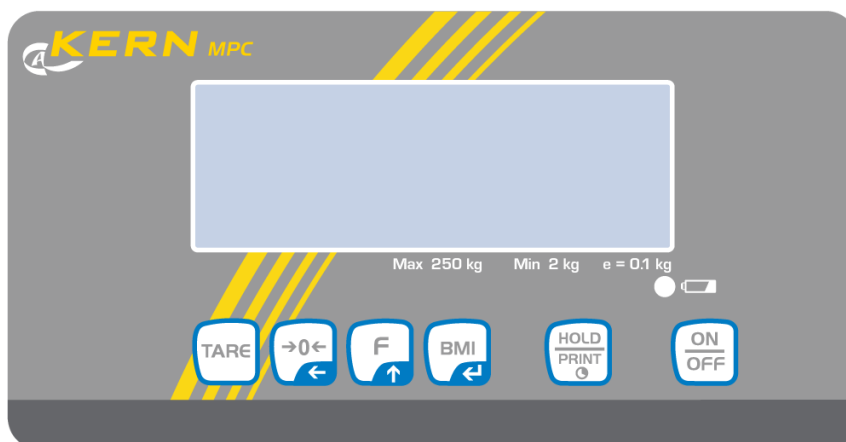 KERN MPC
Max 250 kg Min 2 kg e = 0.1 kg
TARE →0← F BMI HOLD PRINT ON OFF